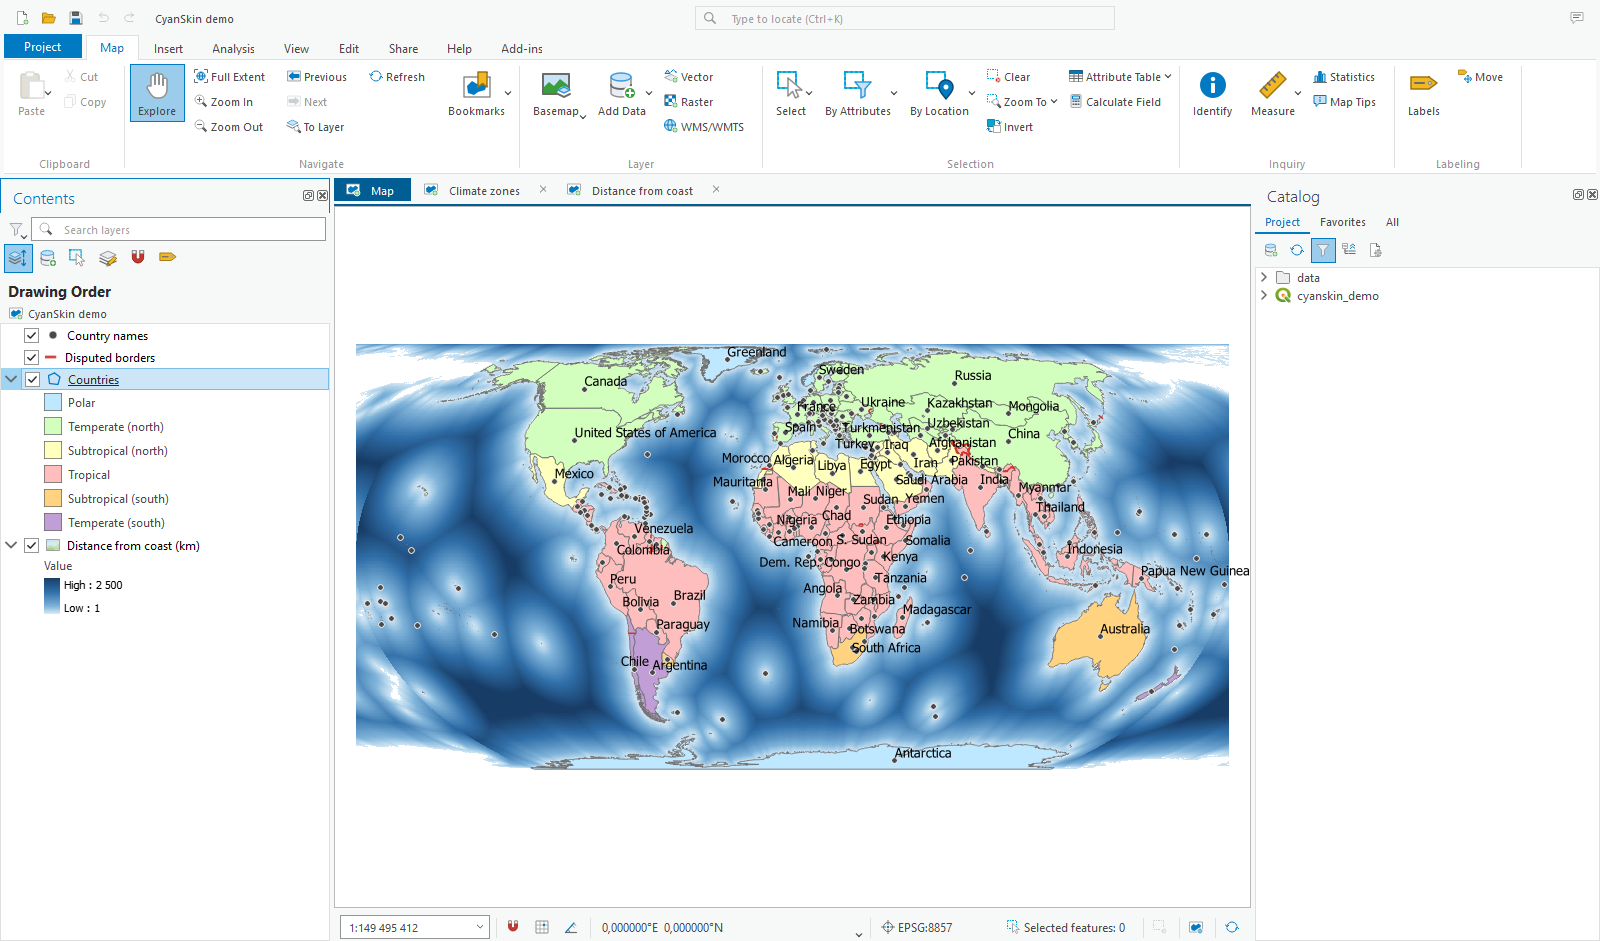 CyanSkin demo
Type to locate (Ctrl+K)
Project
Map
Insert
Analysis
View
Edit
Share
Help
Add-ins
Paste
Cut
Copy
Clipboard
Explore
Full Extent
Zoom In
Zoom Out
Previous
Next
To Layer
Refresh
Bookmarks
Navigate
Basemap
Add Data
Vector
Raster
WMS/WMTS
Layer
Select
By Attributes
By Location
Clear
Zoom To
Invert
Attribute Table
Calculate Field
Selection
Identify
Measure
Statistics
Map Tips
Inquiry
Labels
Move
Labeling
Contents
Search layers
Drawing Order
CyanSkin demo
Country names
Disputed borders
Countries
Polar
Temperate (north)
Subtropical (north)
Tropical
Subtropical (south)
Temperate (south)
Distance from coast (km)
Value
High : 2 500
Low : 1
Map
Climate zones
Distance from coast
Greenland
Canada
Sweden
Russia
France
Ukraine
Kazakhstan
Mongolia
United States of America
Spain
Turkmenistan
Uzbekistan
China
Turkey
Iraq
Afghanistan
Morocco
Algeria
Libya
Egypt
Iran
Pakistan
Mexico
Mauritania
Saudi Arabia
India
Mali
Niger
Sudan
Yemen
Myanmar
Thailand
Nigeria
Chad
Ethiopia
Venezuela
Colombia
Cameroon
S. Sudan
Somalia
Indonesia
Dem. Rep. Congo
Kenya
Peru
Tanzania
Papua New Guinea
Bolivia
Brazil
Angola
Zambia
Madagascar
Paraguay
Namibia
Botswana
Australia
Chile
Argentina
South Africa
Antarctica
1:149 495 412
0,000000°E 0,000000°N
EPSG:8857
Selected features: 0
Catalog
Project
Favorites
All
data
cyanskin_demo